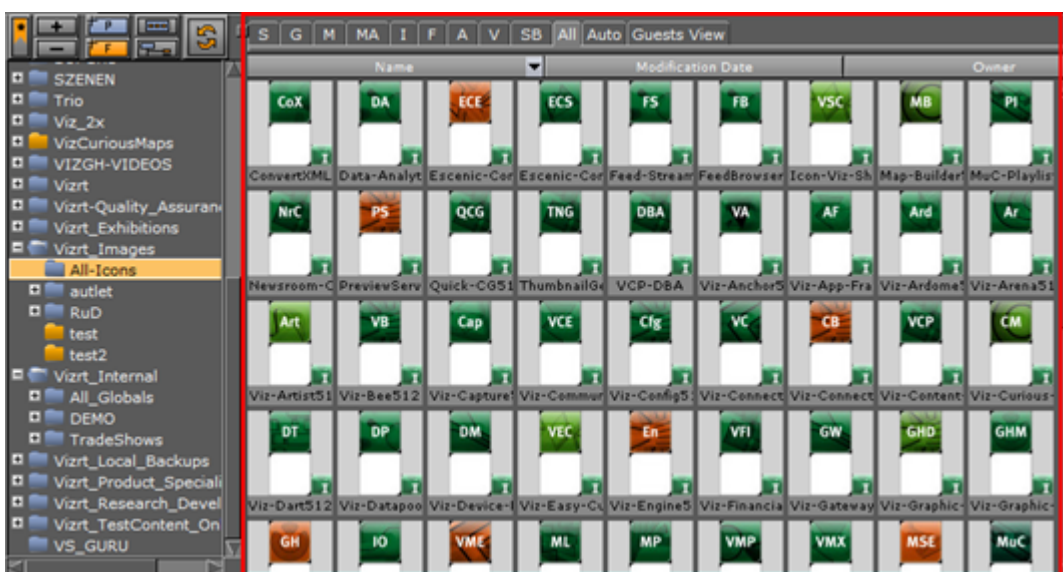 P
F
SZENEN
Trio
Viz_2x
VizCuriousMaps
VIZGH-VIDEOS
Vizrt
Vizrt-Quality_Assuran
Vizrt_Exhibitions
Vizrt_Images
All-Icons
autlet
RuD
test
test2
Vizrt_Internal
All_Globals
DEMO
TradeShows
Vizrt_Local_Backups
Vizrt_Product_Speciali
Vizrt_Research_Devel
Vizrt_TestContent_On
VS_GURU
S G M MA I F A V SB All Auto Guests View
Name Modification Date Owner
CoX DA ECE ECS FS FB VSC MB PI
I I I I I I I I I
ConvertXML Data-Analyt Escenic-Cor Escenic-Cor Feed-Stream FeedBrowser Icon-Viz-Sh Map-Builder MuC-Playlis
NrC PS QCG TNG DBA VA AF Ard Ar
I I I I I I I I I
Newsroom-C PreviewServ Quick-CG51 ThumbnailGe VCP-DBA Viz-Anchor5 Viz-App-Fra Viz-Ardome Viz-Arena51
Art VB Cap VCE Cfg VC CB VCP CM
I I I I I I I I I
Viz-Artist51 Viz-Bee512 Viz-Capture Viz-Commun Viz-Config5 Viz-Connect Viz-Connect Viz-Content Viz-Curious-
DT DP DM VEC En VFI GW GHD GHM
I I I I I I I I I
Viz-Dart512 Viz-Datapoo Viz-Device- Viz-Easy-Cu Viz-Engine5 Viz-Financia Viz-Gateway Viz-Graphic- Viz-Graphic-
GH IO VME ML MP VMP VMX MSE MuC